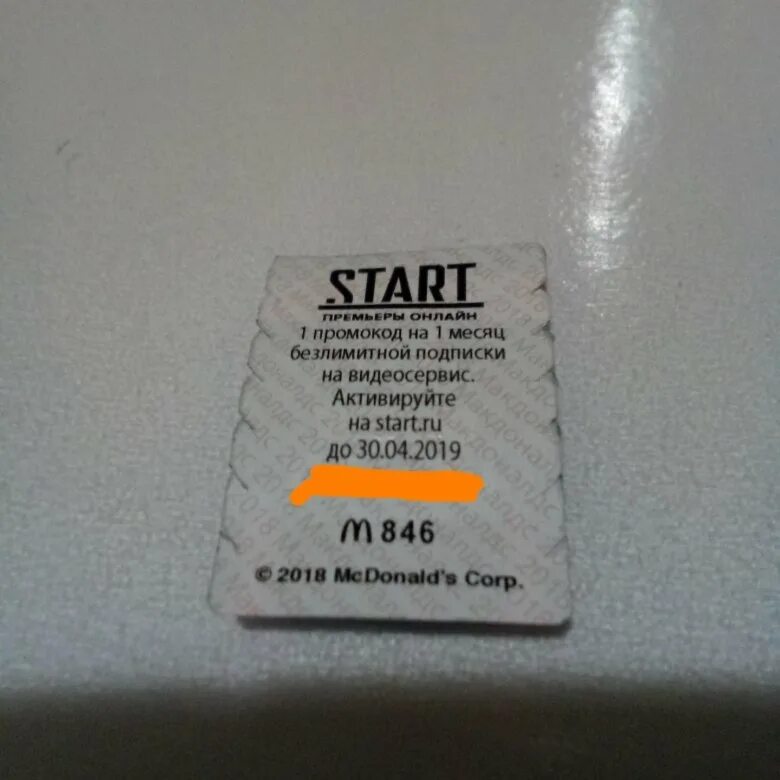 .START
ПРЕМЬЕРЫ ОНЛАЙН
1 промокод на 1 месяц
безлимитной подписки
на видеосервис.
Активируйте
на start.ru
до 30.04.2019
M 846
© 2018 McDonald's Corp.